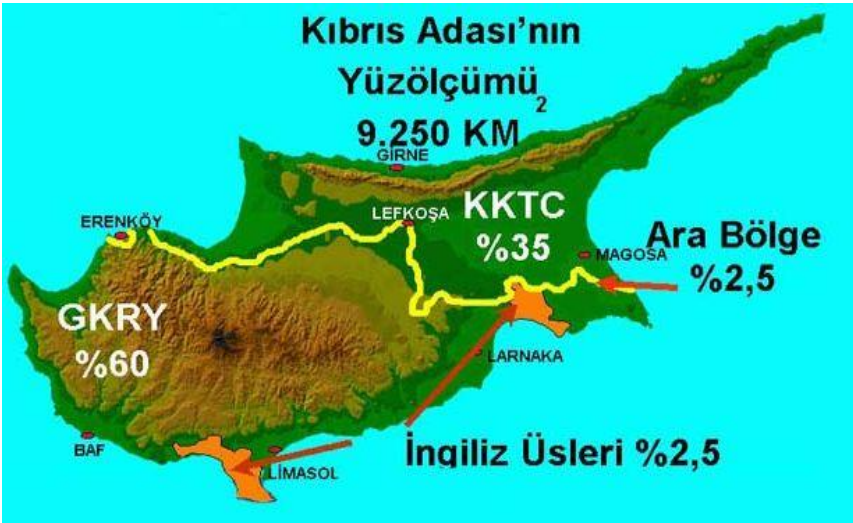 Kıbrıs Adası'nın
Yüzölçümü
2
9.250 KM
GİRNE
LEFKOŞA
KKTC
%35
ERENKÖY
MAGOSA
Ara Bölge
%2,5
GKRY
%60
LARNAKA
BAF
LİMASOL
İngiliz Üsleri %2,5